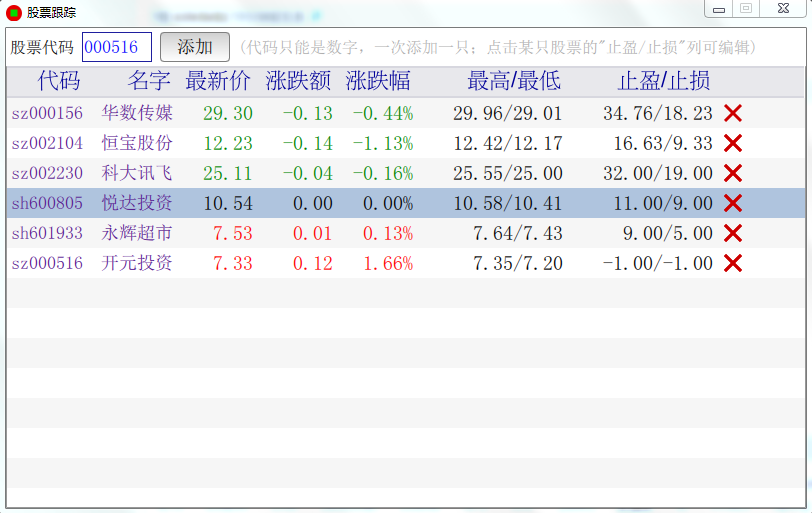 股票跟踪
股票代码 000516 添加 (代码只能是数字，一次添加一只；点击某只股票的"止盈/止损"列可编辑)
代码 名字 最新价 涨跌额 涨跌幅 最高/最低 止盈/止损
sz000156 华数传媒 29.30 -0.13 -0.44% 29.96/29.01 34.76/18.23
sz002104 恒宝股份 12.23 -0.14 -1.13% 12.42/12.17 16.63/9.33
sz002230 科大讯飞 25.11 -0.04 -0.16% 25.55/25.00 32.00/19.00
sh600805 悦达投资 10.54 0.00 0.00% 10.58/10.41 11.00/9.00
sh601933 永辉超市 7.53 0.01 0.13% 7.64/7.43 9.00/5.00
sz000516 开元投资 7.33 0.12 1.66% 7.35/7.20 -1.00/-1.00